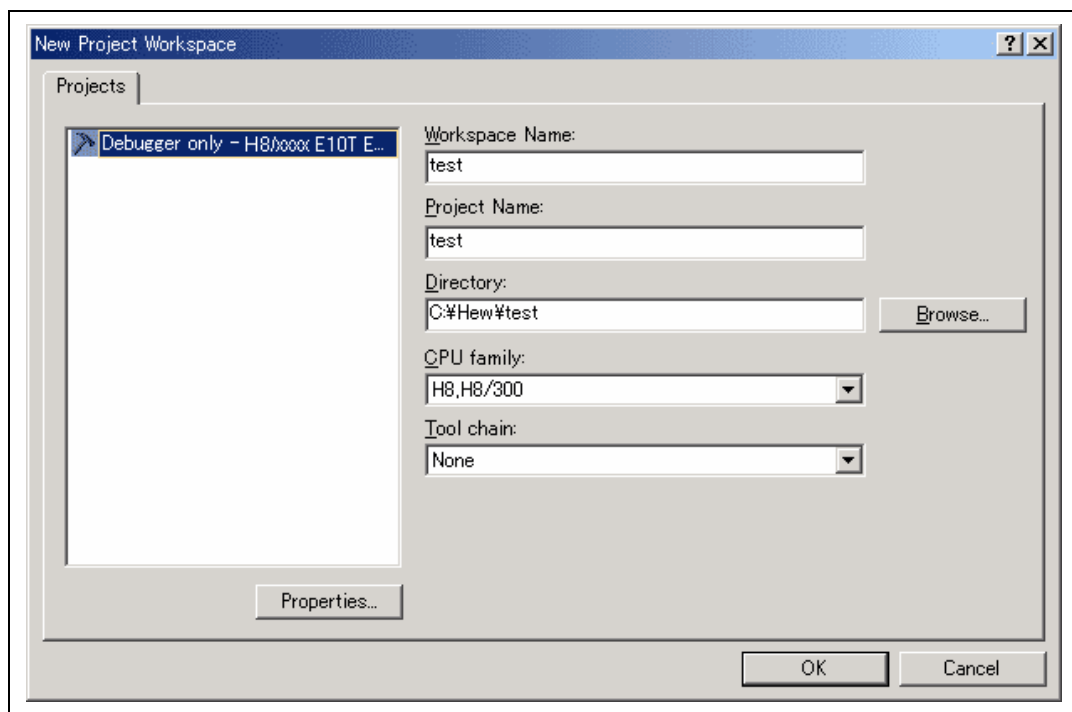 New Project Workspace
Projects
Debugger only - H8/xxxx E10T E...
Workspace Name:
test
Project Name:
test
Directory:
C:¥Hew¥test
Browse...
CPU family:
H8,H8/300
Tool chain:
None
Properties...
OK
Cancel